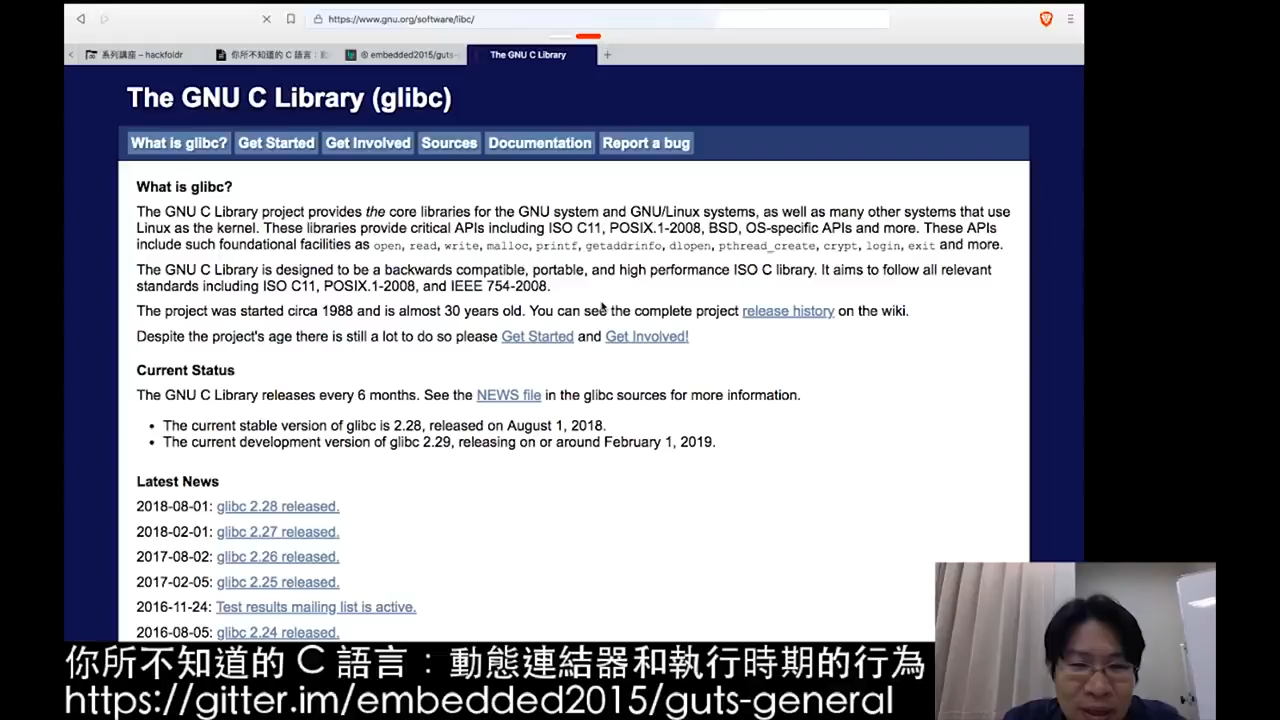 https://www.gnu.org/software/libc/
系列講座 – hackfoldr
你所不知道的 C 語言：
embedded2015/guts-
The GNU C Library
The GNU C Library (glibc)
What is glibc? Get Started Get Involved Sources Documentation Report a bug
What is glibc?
The GNU C Library project provides the core libraries for the GNU system and GNU/Linux systems, as well as many other systems that use
Linux as the kernel. These libraries provide critical APIs including ISO C11, POSIX.1-2008, BSD, OS-specific APIs and more. These APIs
include such foundational facilities as open, read, write, malloc, printf, getaddrinfo, dlopen, pthread_create, crypt, login, exit and more.
The GNU C Library is designed to be a backwards compatible, portable, and high performance ISO C library. It aims to follow all relevant
standards including ISO C11, POSIX.1-2008, and IEEE 754-2008.
The project was started circa 1988 and is almost 30 years old. You can see the complete project release history on the wiki.
Despite the project's age there is still a lot to do so please Get Started and Get Involved!
Current Status
The GNU C Library releases every 6 months. See the NEWS file in the glibc sources for more information.
• The current stable version of glibc is 2.28, released on August 1, 2018.
• The current development version of glibc 2.29, releasing on or around February 1, 2019.
Latest News
2018-08-01: glibc 2.28 released.
2018-02-01: glibc 2.27 released.
2017-08-02: glibc 2.26 released.
2017-02-05: glibc 2.25 released.
2016-11-24: Test results mailing list is active.
2016-08-05: glibc 2.24 released.
你所不知道的 C 語言：動態連結器和執行時期的行為
https://gitter.im/embedded2015/guts-general